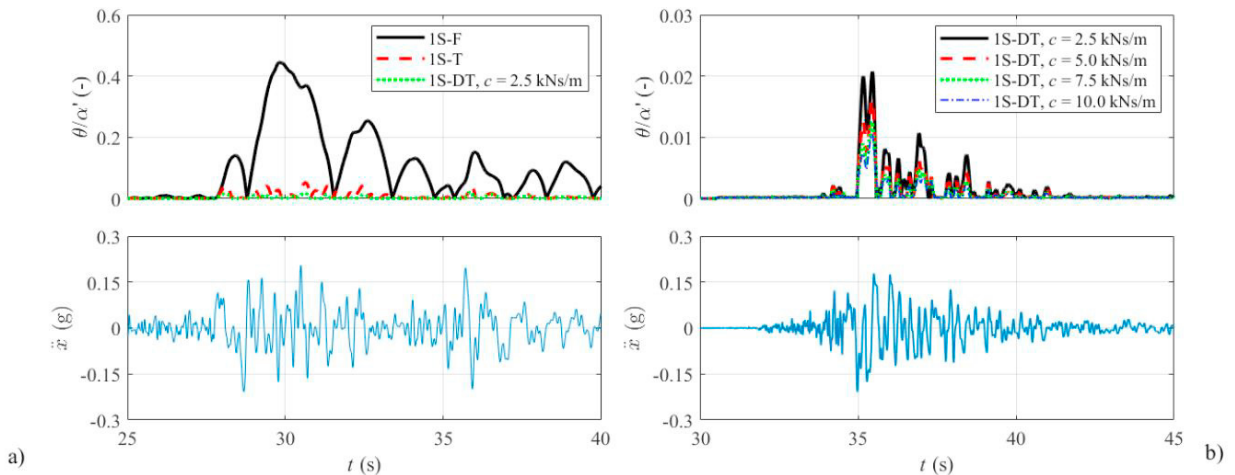 0.6
0.4
0.2
0
θ/α' (-)
1S-F
1S-T
1S-DT, c = 2.5 kNs/m
0.3
0.15
0
-0.15
-0.3
ẍ (g)
25
30
35
40
t (s)
a)
0.03
0.02
0.01
0
θ/α' (-)
1S-DT, c = 2.5 kNs/m
1S-DT, c = 5.0 kNs/m
1S-DT, c = 7.5 kNs/m
1S-DT, c = 10.0 kNs/m
0.3
0.15
0
-0.15
-0.3
ẍ (g)
30
35
40
45
t (s)
b)